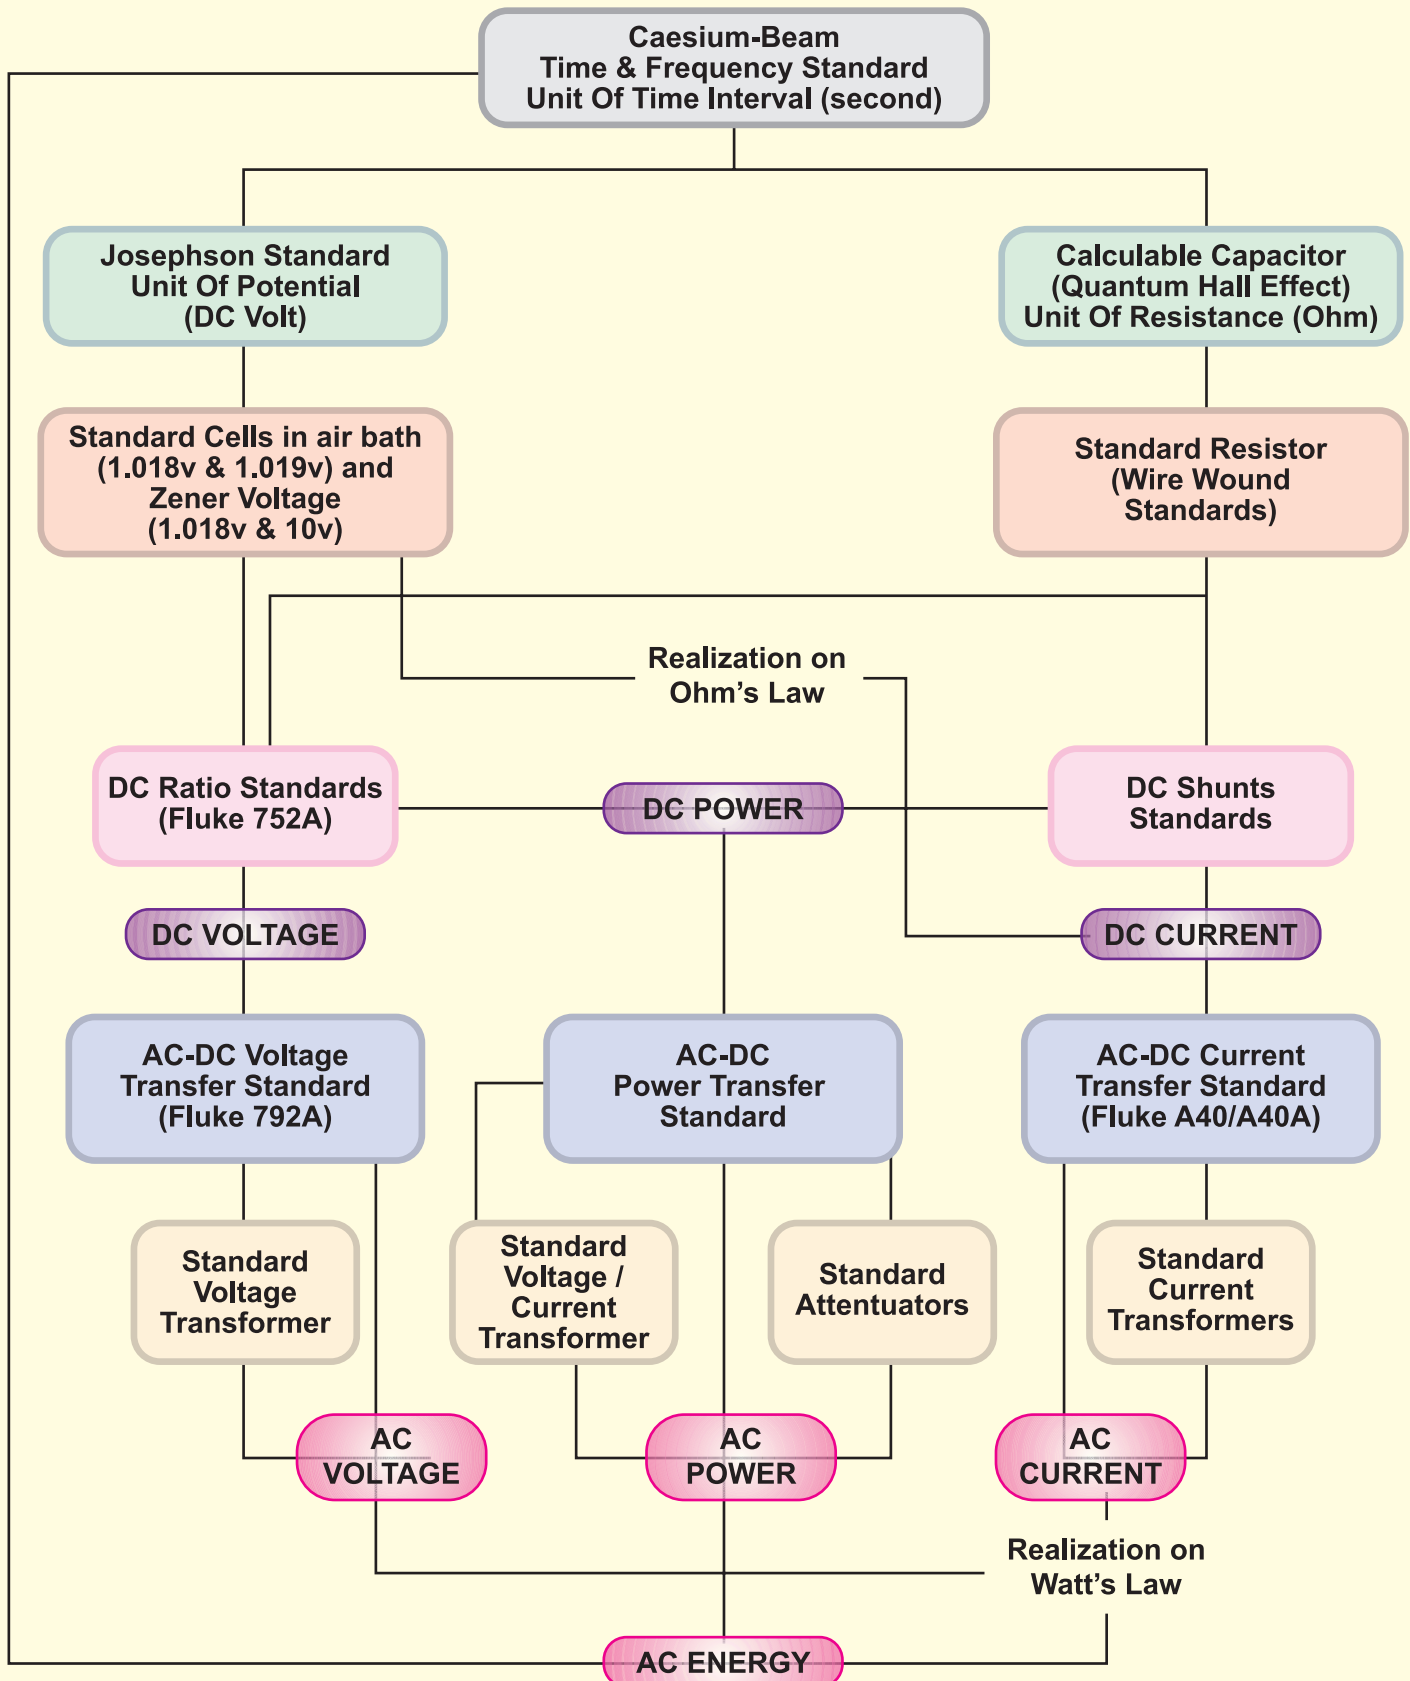 Caesium-Beam
Time & Frequency Standard
Unit Of Time Interval (second)
Josephson Standard
Unit Of Potential
(DC Volt)
Calculable Capacitor
(Quantum Hall Effect)
Unit Of Resistance (Ohm)
Standard Cells in air bath
(1.018v & 1.019v) and
Zener Voltage
(1.018v & 10v)
Standard Resistor
(Wire Wound
Standards)
Realization on
Ohm's Law
DC Ratio Standards
(Fluke 752A)
DC POWER
DC Shunts
Standards
DC VOLTAGE
DC CURRENT
AC-DC Voltage
Transfer Standard
(Fluke 792A)
AC-DC
Power Transfer
Standard
AC-DC Current
Transfer Standard
(Fluke A40/A40A)
Standard
Voltage
Transformer
Standard
Voltage /
Current
Transformer
Standard
Attentuators
Standard
Current
Transformers
AC
VOLTAGE
AC
POWER
AC
CURRENT
Realization on
Watt's Law
AC ENERGY